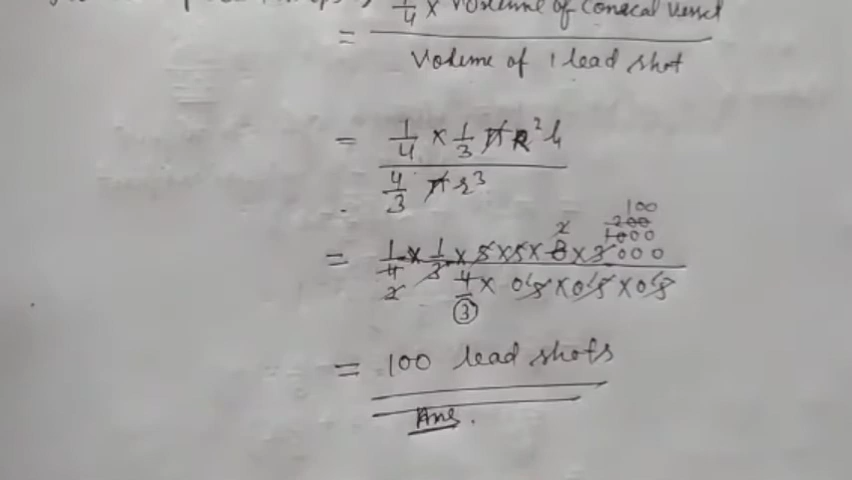 1/4 × Volume of Conical Vessel
=
Volume of 1 lead shot
= 1/4 × 1/3 π R² h
4/3 π r³
100
2 200
1000
= 1/4 × 1/3 × 5×5× 8 × 3000
2 4/3 × 0.5 × 0.5 × 0.5
= 100 lead shots
Ans.